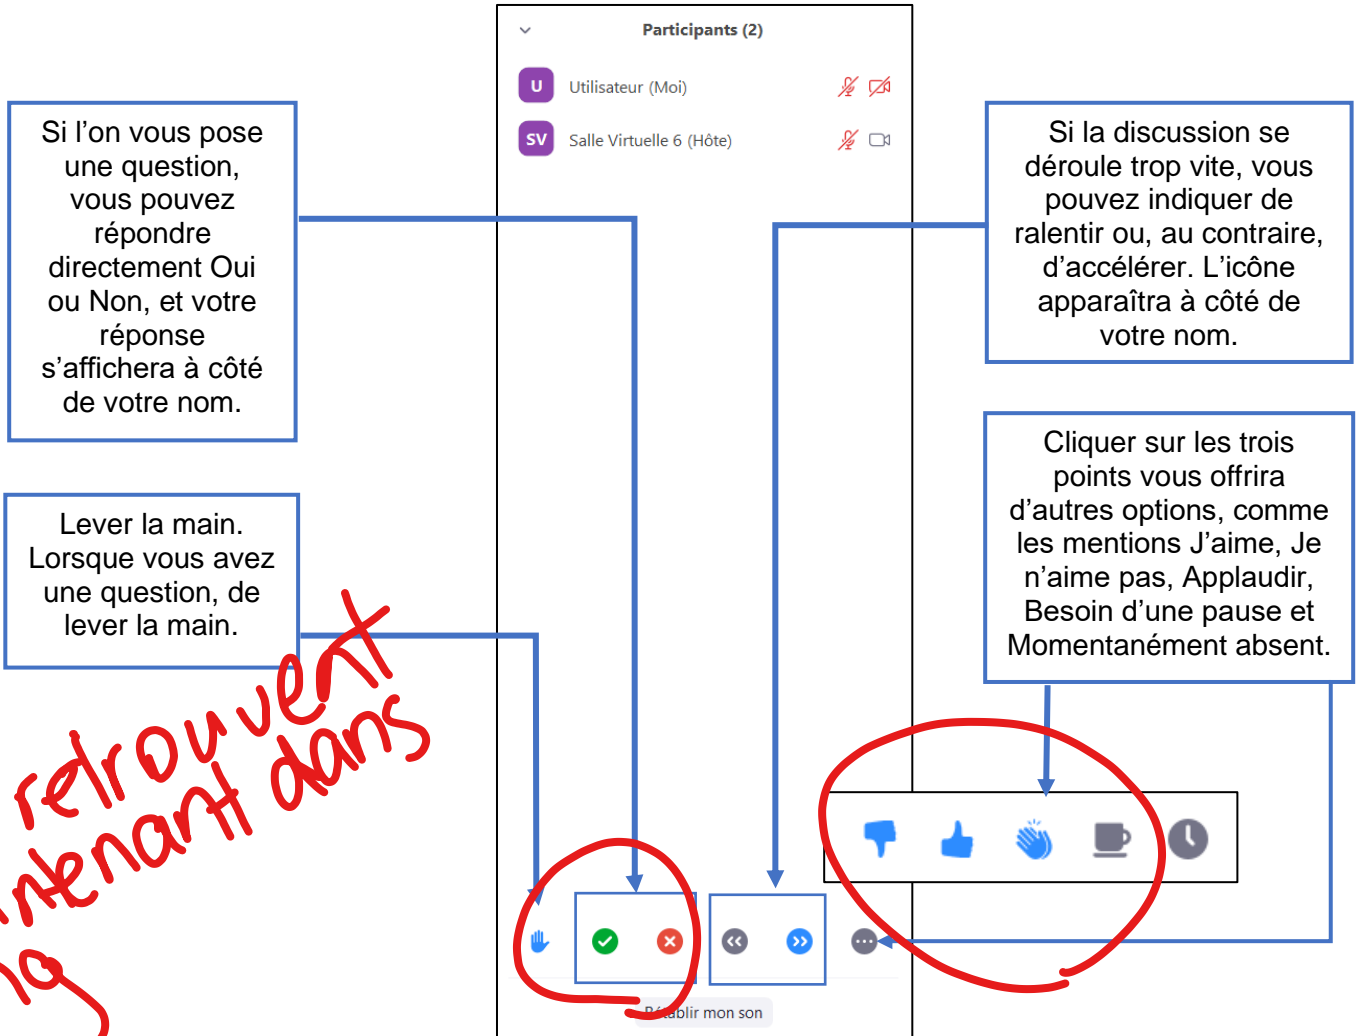 Participants (2)
U Utilisateur (Moi)
SV Salle Virtuelle 6 (Hôte)
Si l’on vous pose
une question,
vous pouvez
répondre
directement Oui
ou Non, et votre
réponse
s’affichera à côté
de votre nom.
Si la discussion se
déroule trop vite, vous
pouvez indiquer de
ralentir ou, au contraire,
d’accélérer. L’icône
apparaîtra à côté de
votre nom.
Lever la main.
Lorsque vous avez
une question, de
lever la main.
Cliquer sur les trois
points vous offrira
d’autres options, comme
les mentions J’aime, Je
n’aime pas, Applaudir,
Besoin d’une pause et
Momentanément absent.
retrouvent
intenant dans
Rétablir mon son